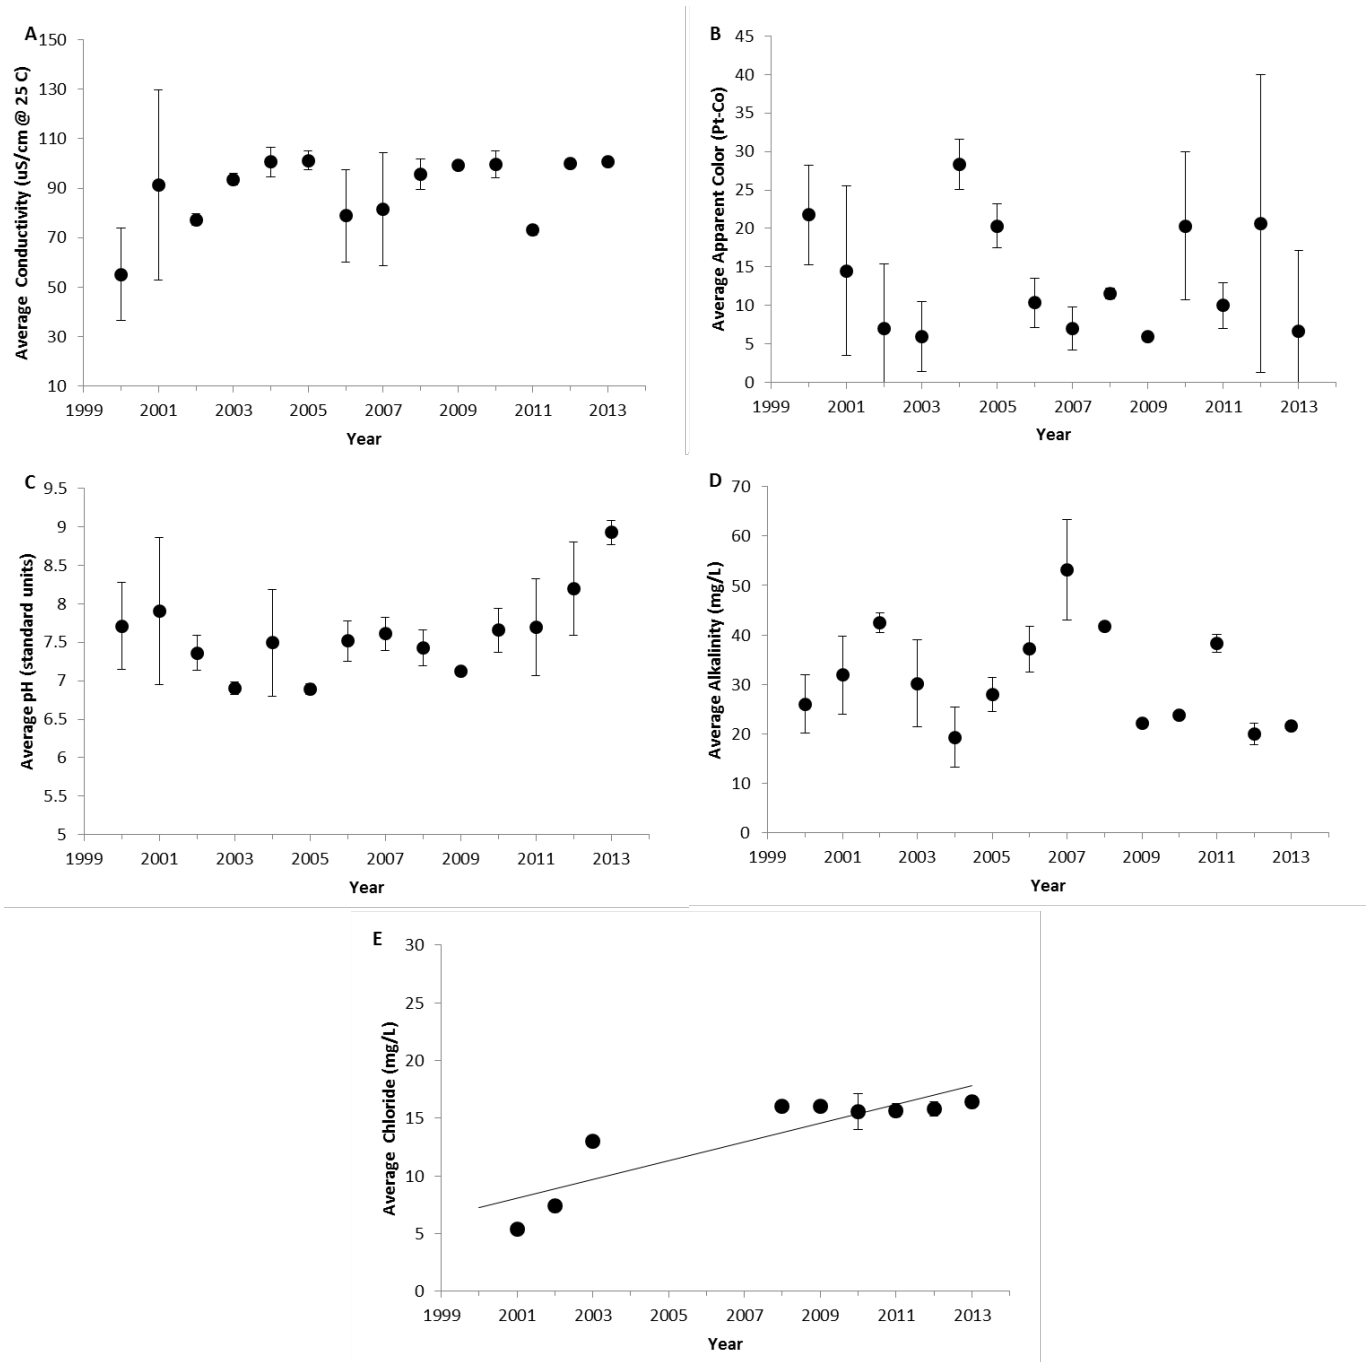 A
150
130
110
90
70
50
30
10
Average Conductivity (uS/cm @ 25 C)
1999 2001 2003 2005 2007 2009 2011 2013
Year
B
45
40
35
30
25
20
15
10
5
0
Average Apparent Color (Pt-Co)
1999 2001 2003 2005 2007 2009 2011 2013
Year
C
9.5
9
8.5
8
7.5
7
6.5
6
5.5
5
Average pH (standard units)
1999 2001 2003 2005 2007 2009 2011 2013
Year
D
70
60
50
40
30
20
10
0
Average Alkalinity (mg/L)
1999 2001 2003 2005 2007 2009 2011 2013
Year
E
30
25
20
15
10
5
0
Average Chloride (mg/L)
1999 2001 2003 2005 2007 2009 2011 2013
Year